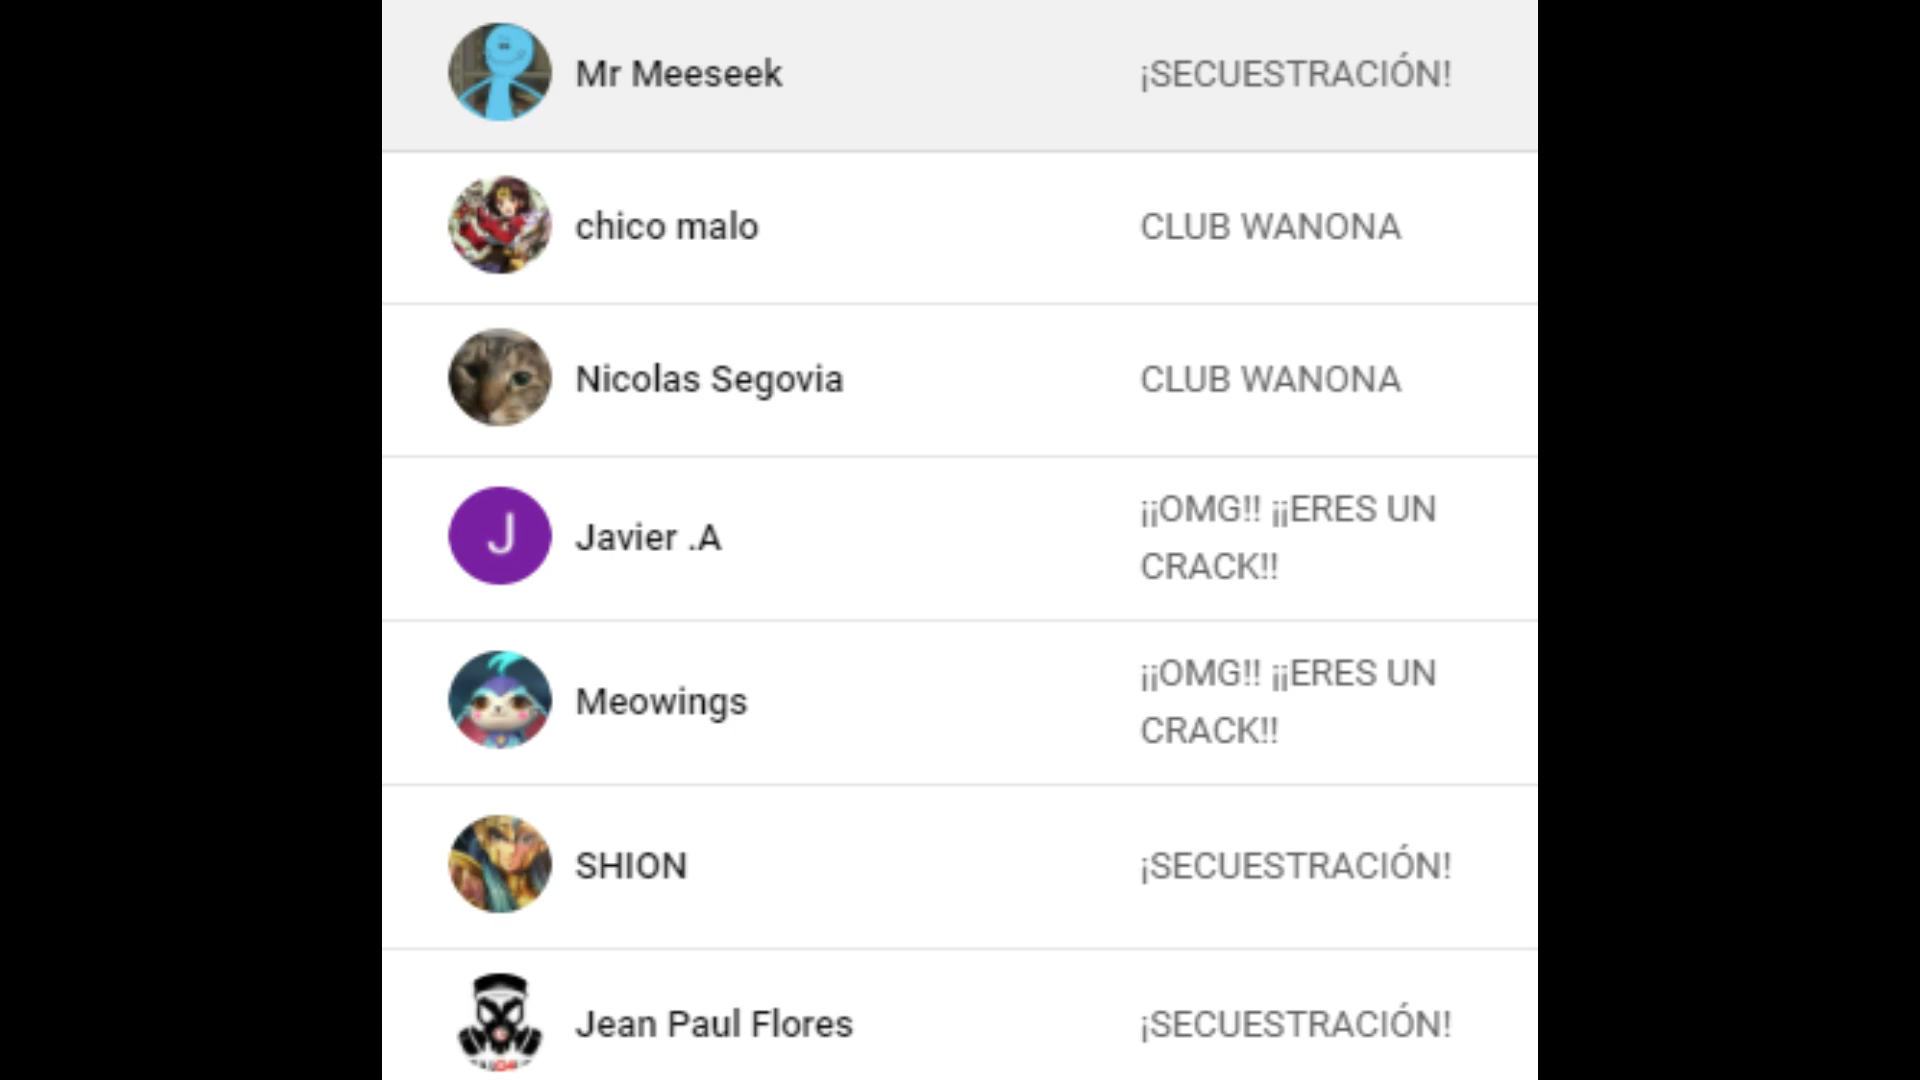 Mr Meeseek ¡SECUESTRACIÓN!
chico malo CLUB WANONA
Nicolas Segovia CLUB WANONA
J Javier .A ¡¡OMG!! ¡¡ERES UN
CRACK!!
Meowings ¡¡OMG!! ¡¡ERES UN
CRACK!!
SHION ¡SECUESTRACIÓN!
Jean Paul Flores ¡SECUESTRACIÓN!